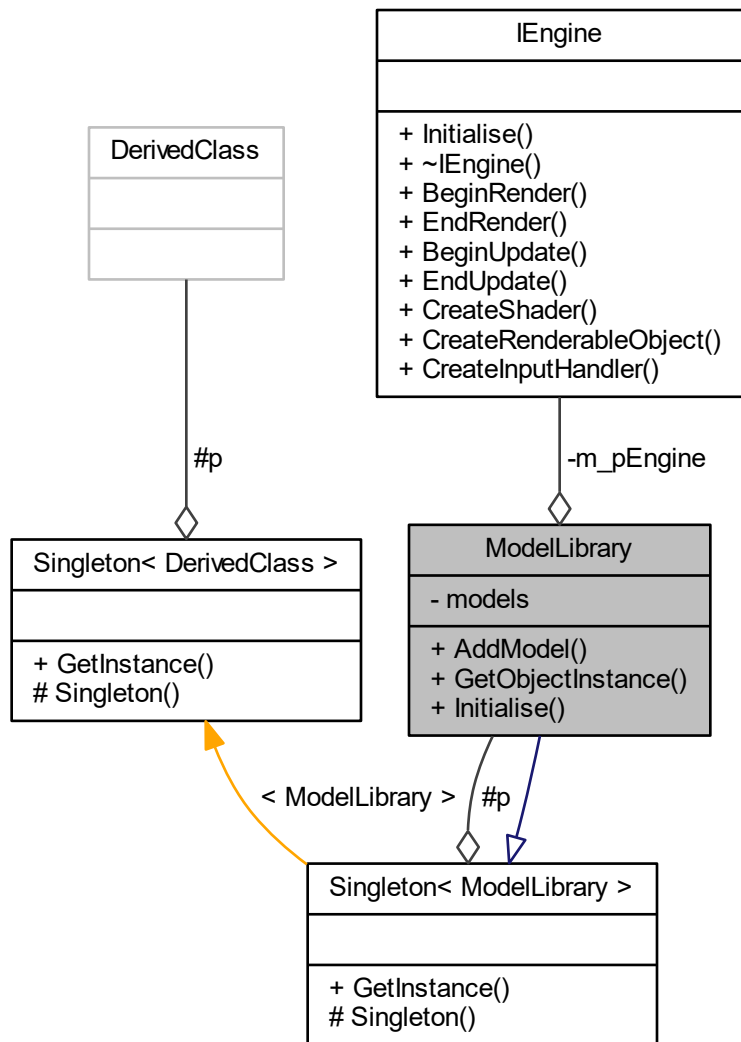 IEngine
+ Initialise()
+ ~IEngine()
+ BeginRender()
+ EndRender()
+ BeginUpdate()
+ EndUpdate()
+ CreateShader()
+ CreateRenderableObject()
+ CreateInputHandler()
DerivedClass
#p
-m_pEngine
Singleton< DerivedClass >
+ GetInstance()
# Singleton()
ModelLibrary
- models
+ AddModel()
+ GetObjectInstance()
+ Initialise()
< ModelLibrary >
#p
Singleton< ModelLibrary >
+ GetInstance()
# Singleton()